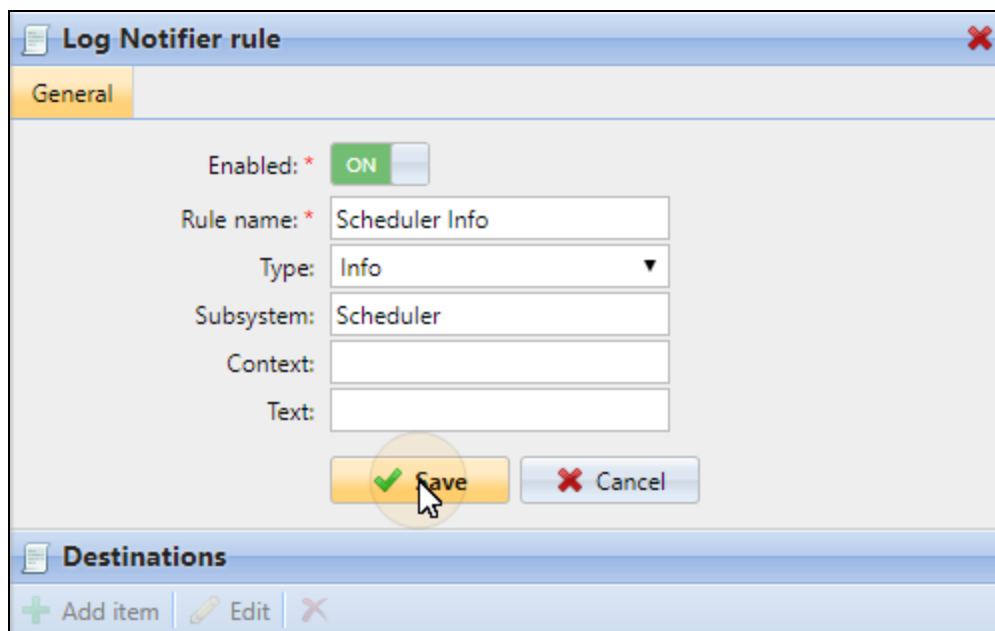 Log Notifier rule
General
Enabled: * ON
Rule name: * Scheduler Info
Type: Info
Subsystem: Scheduler
Context:
Text:
Save Cancel
Destinations
Add item Edit